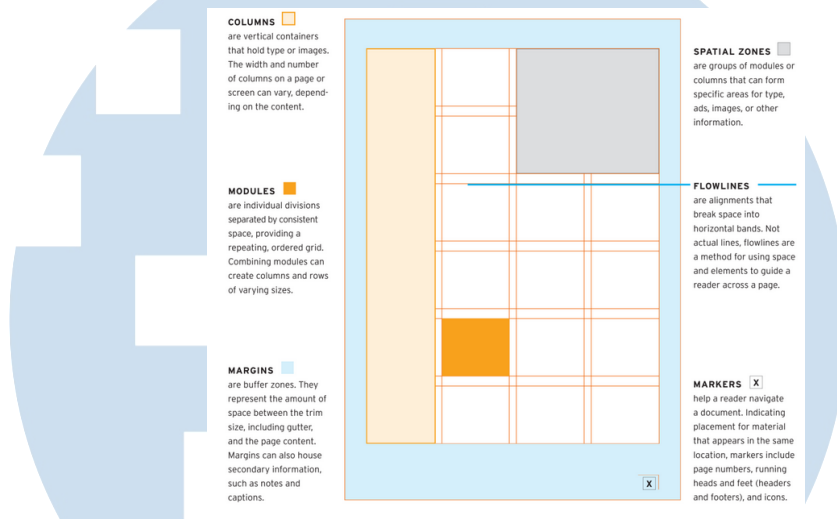 COLUMNS
are vertical containers
that hold type or images.
The width and number
of columns on a page or
screen can vary, depend-
ing on the content.
MODULES
are individual divisions
separated by consistent
space, providing a
repeating, ordered grid.
Combining modules can
create columns and rows
of varying sizes.
MARGINS
are buffer zones. They
represent the amount of
space between the trim
size, including gutter,
and the page content.
Margins can also house
secondary information,
such as notes and
captions.
X
SPATIAL ZONES
are groups of modules or
columns that can form
specific areas for type,
ads, images, or other
information.
FLOWLINES
are alignments that
break space into
horizontal bands. Not
actual lines, flowlines are
a method for using space
and elements to guide a
reader across a page.
MARKERS X
help a reader navigate
a document. Indicating
placement for material
that appears in the same
location, markers include
page numbers, running
heads and feet (headers
and footers), and icons.